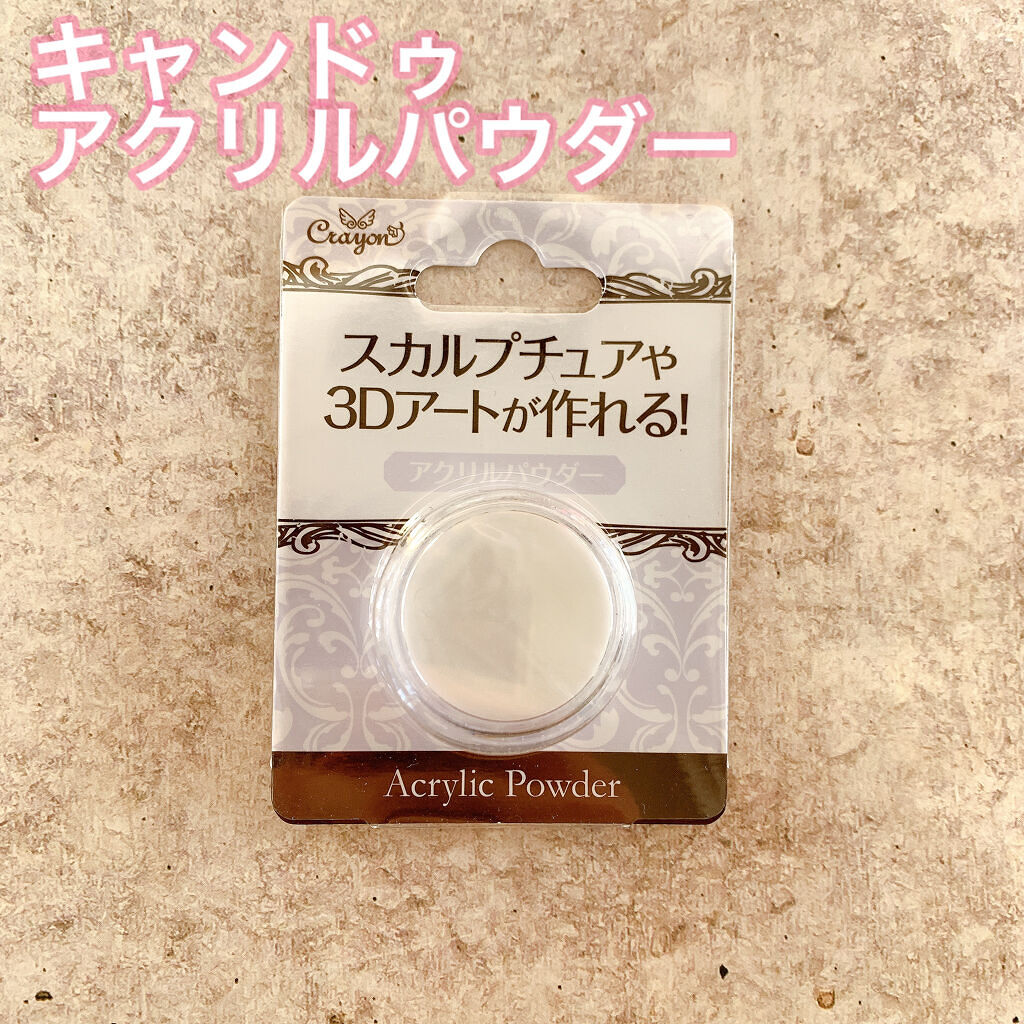 キャンドゥ
アクリルパウダー
Crayon
スカルプチュアや
3Dアートが作れる!
アクリルパウダー
Acrylic Powder